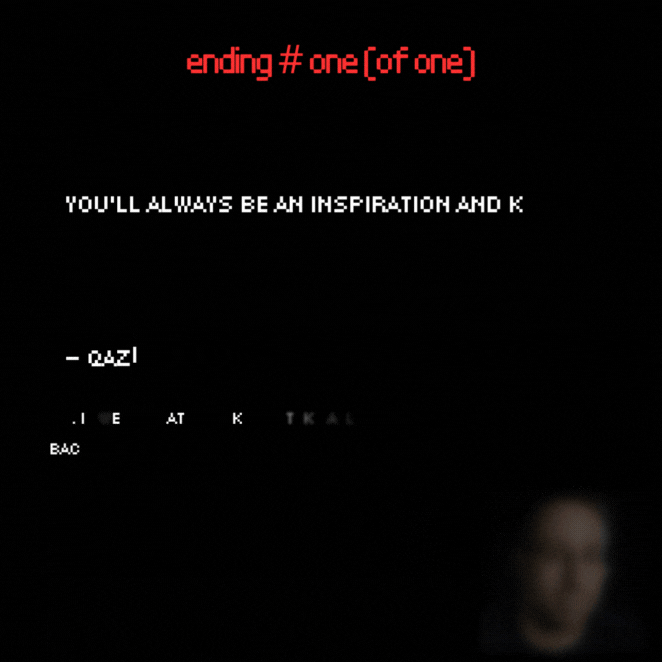 ending # one (of one)
YOU'LL ALWAYS BE AN INSPIRATION AND K
– QAZI
.I WE AT K T K A L
BAC